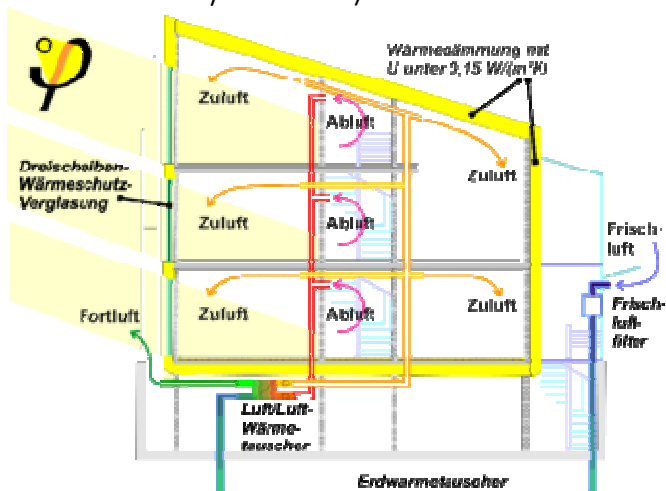 Wärmedämmung mit
U unter 0,15 W/(m²K)
Zuluft
Abluft
Zuluft
Dreischeiben-
Wärmeschutz-
Verglasung
Zuluft
Abluft
Frisch-
luft
Fortluft
Zuluft
Abluft
Zuluft
Frisch-
luft-
filter
Luft/Luft-
Wärme-
tauscher
Erdwärmetauscher